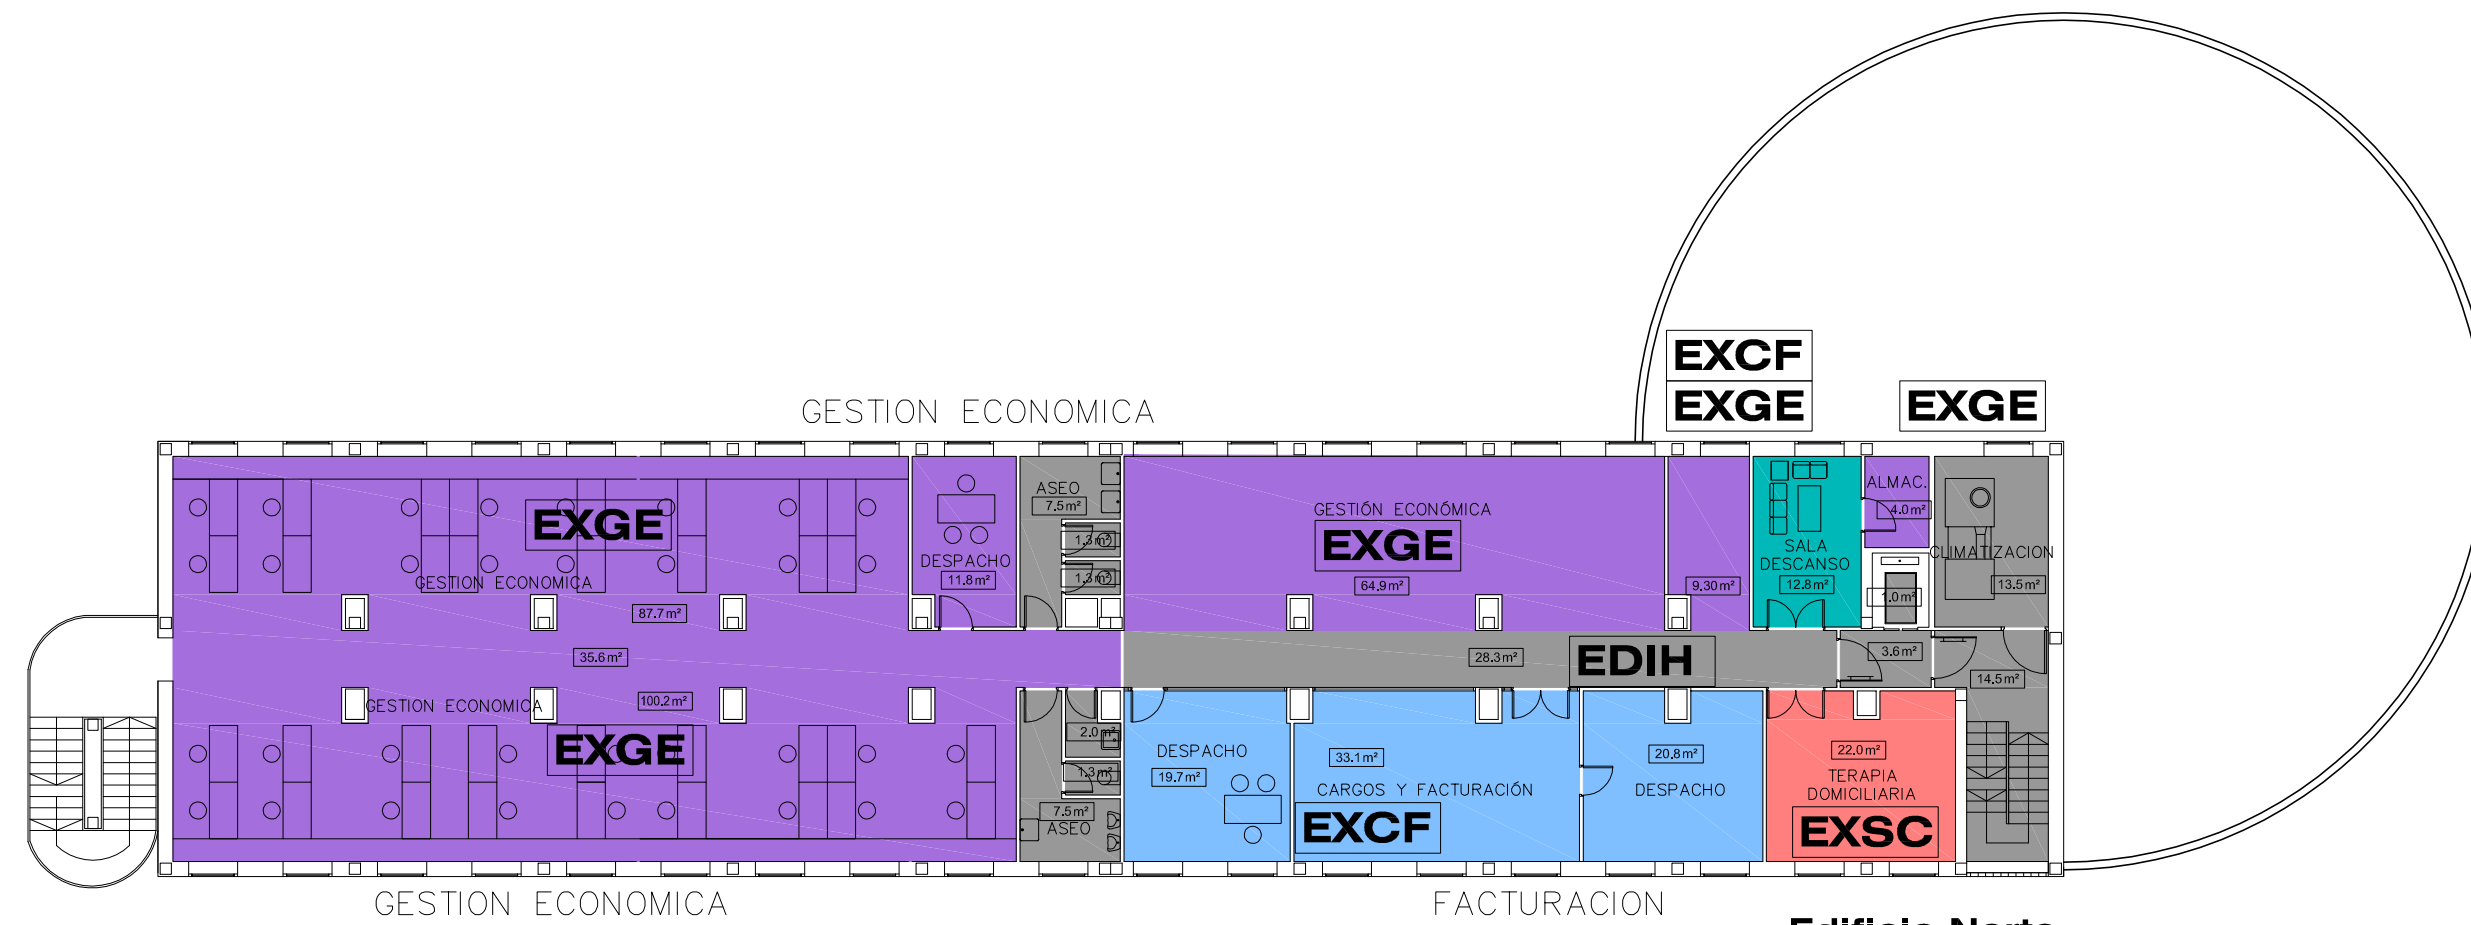 EXCF
EXGE
EXGE
GESTION ECONOMICA
ASEO
7.5m²
EXGE
GESTION ECONOMICA
87.7m²
DESPACHO
11.8m²
1.3m²
1.3m²
GESTIÓN ECONÓMICA
EXGE
64.9m²
9.30m²
SALA
DESCANSO
12.8m²
ALMAC.
4.0m²
1.0m²
CLIMATIZACION
13.5m²
35.6m²
28.3m²
EDIH
3.6m²
14.5m²
100.2m²
GESTION ECONOMICA
EXGE
2.0m²
1.3m²
7.5m²
ASEO
DESPACHO
19.7m²
33.1m²
CARGOS Y FACTURACIÓN
EXCF
20.8m²
DESPACHO
22.0m²
TERAPIA
DOMICILIARIA
EXSC
GESTION ECONOMICA
FACTURACION
Edificio Norte